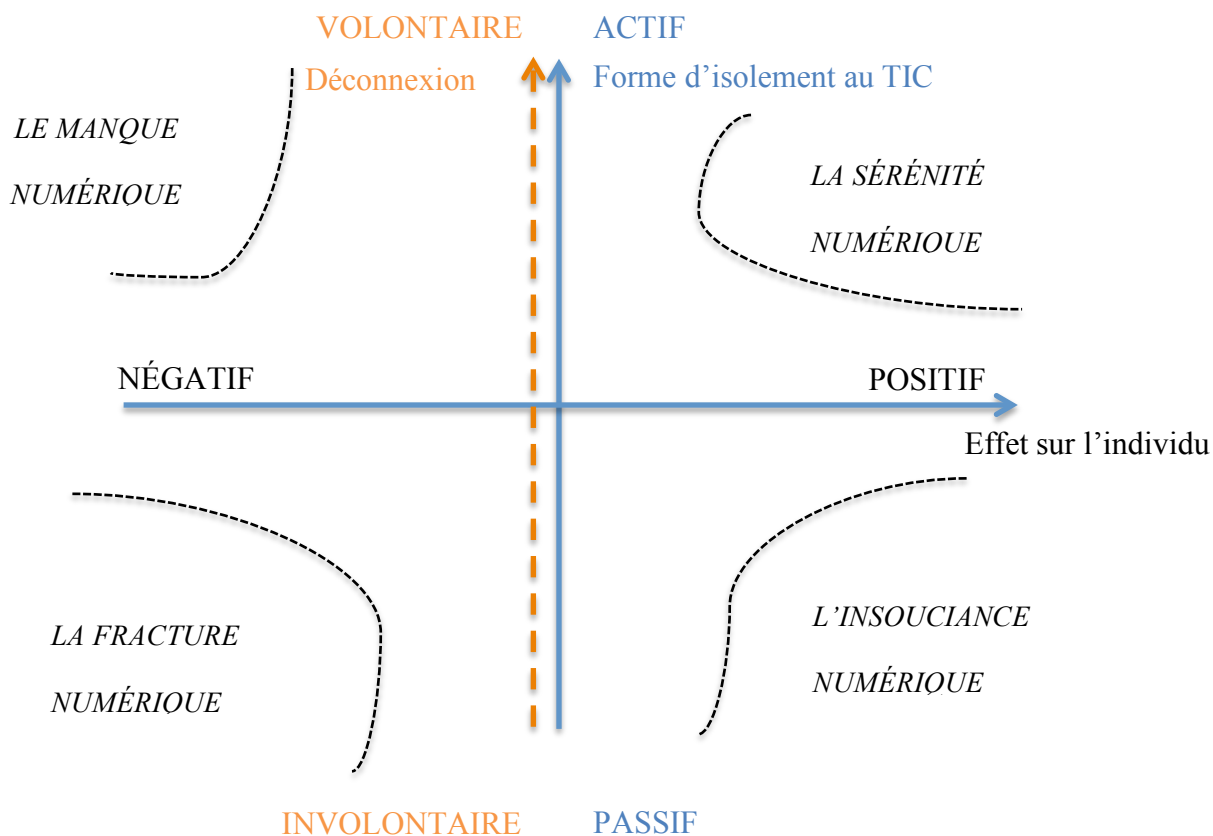 VOLONTAIRE ACTIF
Déconnexion Forme d’isolement au TIC
LE MANQUE
NUMÉRIQUE
LA SÉRÉNITÉ
NUMÉRIQUE
NÉGATIF POSITIF
Effet sur l’individu
LA FRACTURE
NUMÉRIQUE
L’INSOUCIANCE
NUMÉRIQUE
INVOLONTAIRE PASSIF